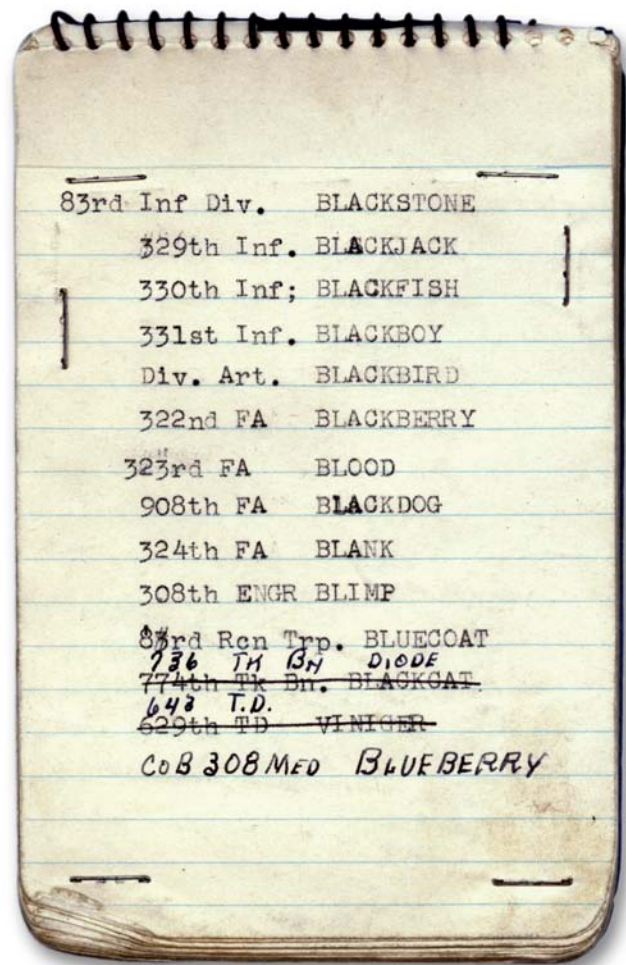 83rd Inf Div. BLACKSTONE
329th Inf. BLACKJACK
330th Inf; BLACKFISH
331st Inf. BLACKBOY
Div. Art. BLACKBIRD
322nd FA BLACKBERRY
323rd FA BLOOD
908th FA BLACKDOG
324th FA BLANK
308th ENGR BLIMP
83rd Rcn Trp. BLUECOAT
736 TK BN DIODE
774th Tk Bn. BLACKCAT
643 T.D.
629th TD VINIGER
CoB 308 MED BLUEBERRY